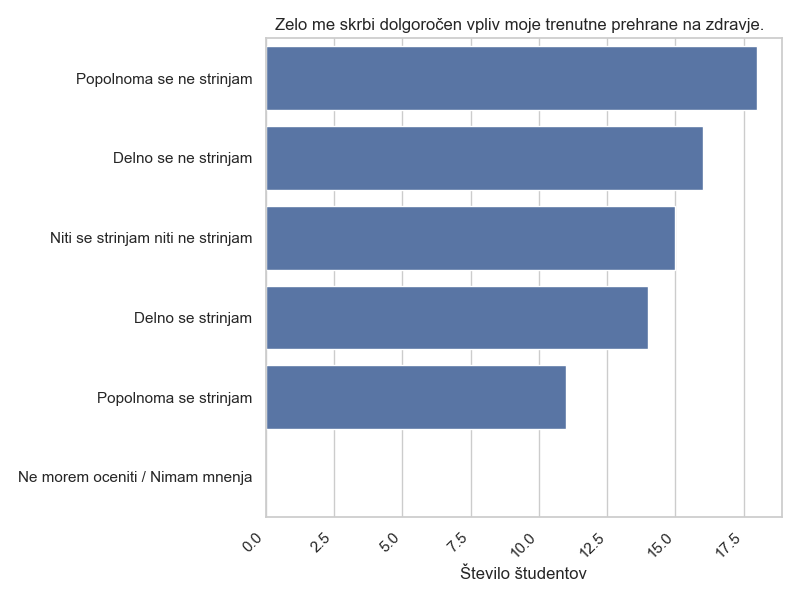 Zelo me skrbi dolgoročen vpliv moje trenutne prehrane na zdravje.
Popolnoma se ne strinjam
Delno se ne strinjam
Niti se strinjam niti ne strinjam
Delno se strinjam
Popolnoma se strinjam
Ne morem oceniti / Nimam mnenja
0.0 2.5 5.0 7.5 10.0 12.5 15.0 17.5
Število študentov